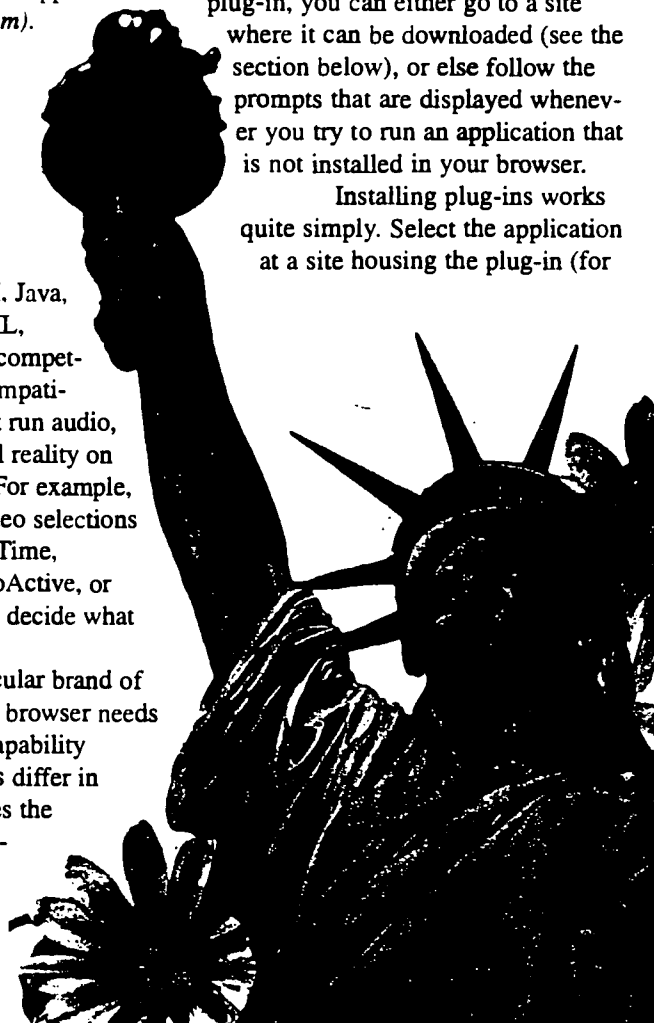 m).
. Java,
L,
compet-
mpati-
run audio,
l reality on
For example,
eo selections
Time,
oActive, or
decide what
cular brand of
browser needs
apability
s differ in
es the
-
plug-in, you can either go to a site
where it can be downloaded (see the
section below), or else follow the
prompts that are displayed whenev-
er you try to run an application that
is not installed in your browser.
Installing plug-ins works
quite simply. Select the application
at a site housing the plug-in (for